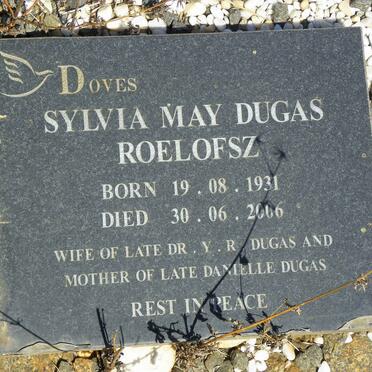 DOVES
SYLVIA MAY DUGAS
ROELOFSZ
BORN 19 . 08 . 1931
DIED 30 . 06 . 2006
WIFE OF LATE DR . Y . R . DUGAS AND
MOTHER OF LATE DANIELLE DUGAS
REST IN PEACE